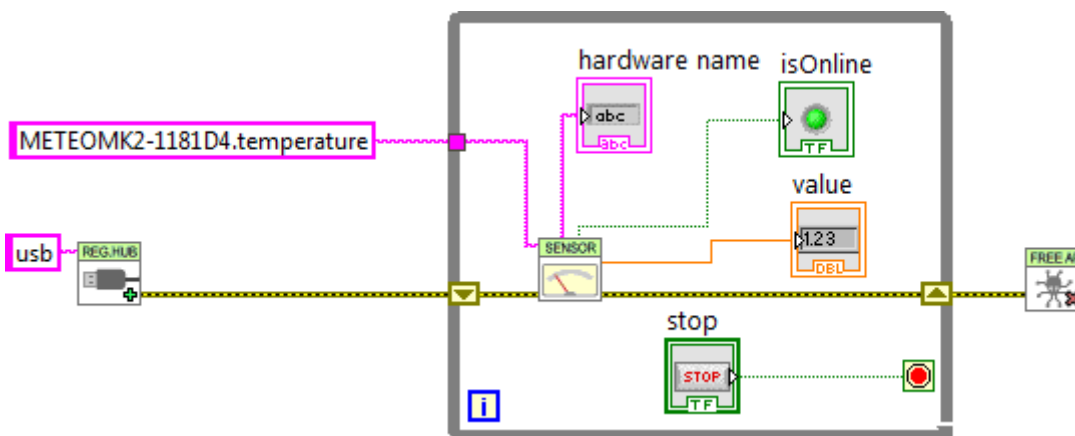 hardware name
isOnline
abc
abc
TF
METEOMK2-1181D4.temperature
value
1.23
DBL
usb
REG.HUB
SENSOR
FREE
stop
STOP
TF
i